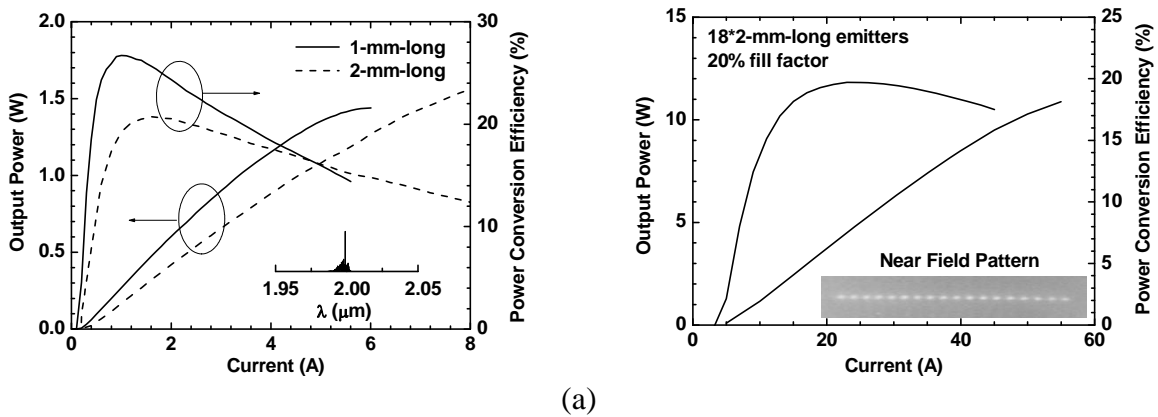 2.0
1.5
1.0
0.5
0.0
Output Power (W)
30
20
10
0
Power Conversion Efficiency (%)
1-mm-long
2-mm-long
1.95
2.00
2.05
λ (μm)
0
2
4
6
8
Current (A)
15
10
5
0
Output Power (W)
25
20
15
10
5
0
Power Conversion Efficiency (%)
18*2-mm-long emitters
20% fill factor
Near Field Pattern
0
20
40
60
Current (A)
(a)